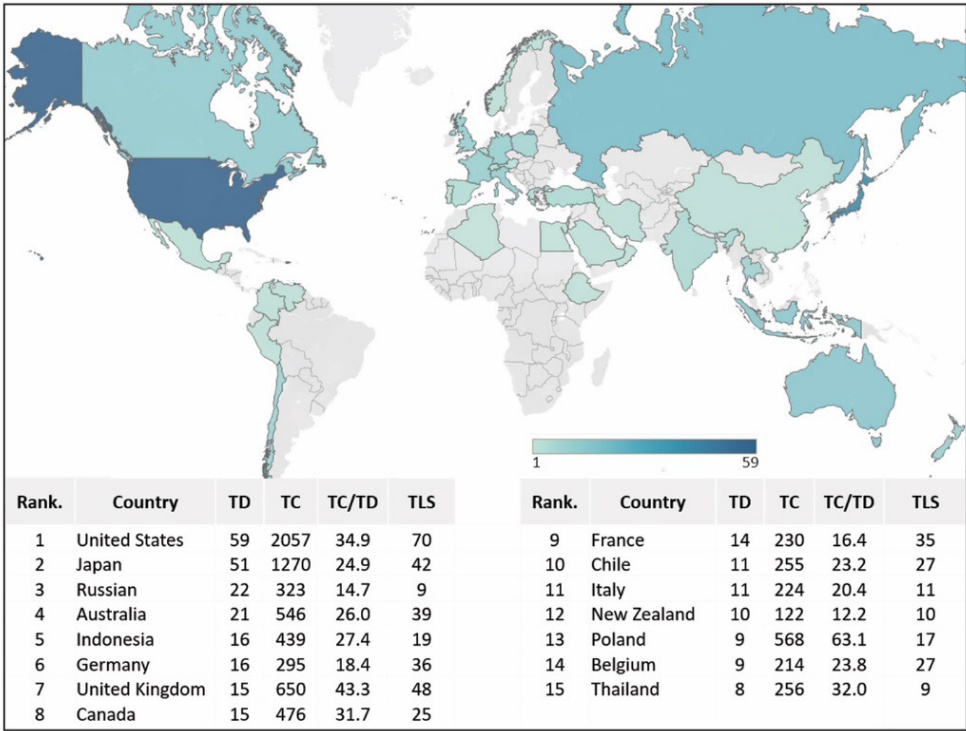 1 59
Rank. Country TD TC TC/TD TLS
1 United States 59 2057 34.9 70
2 Japan 51 1270 24.9 42
3 Russian 22 323 14.7 9
4 Australia 21 546 26.0 39
5 Indonesia 16 439 27.4 19
6 Germany 16 295 18.4 36
7 United Kingdom 15 650 43.3 48
8 Canada 15 476 31.7 25
Rank. Country TD TC TC/TD TLS
9 France 14 230 16.4 35
10 Chile 11 255 23.2 27
11 Italy 11 224 20.4 11
12 New Zealand 10 122 12.2 10
13 Poland 9 568 63.1 17
14 Belgium 9 214 23.8 27
15 Thailand 8 256 32.0 9